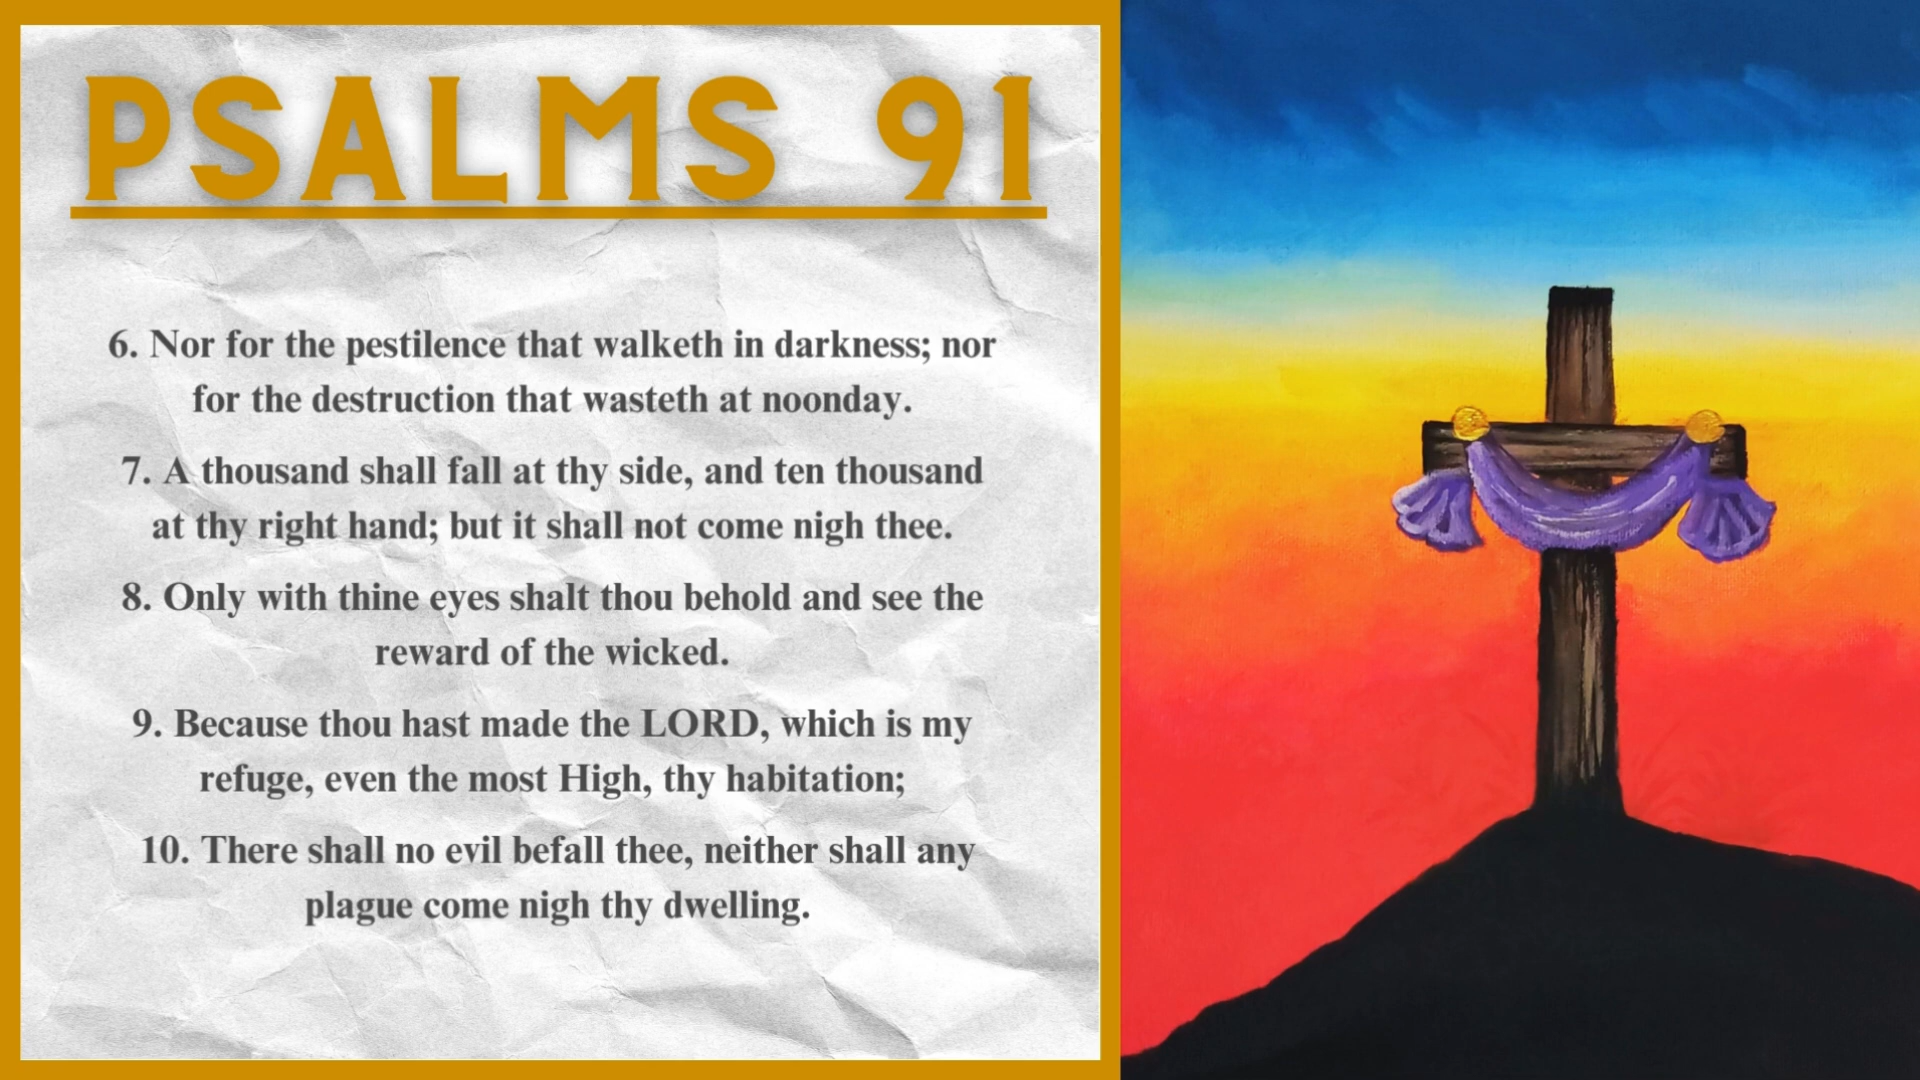 PSALMS 91
6. Nor for the pestilence that walketh in darkness; nor
for the destruction that wasteth at noonday.
7. A thousand shall fall at thy side, and ten thousand
at thy right hand; but it shall not come nigh thee.
8. Only with thine eyes shalt thou behold and see the
reward of the wicked.
9. Because thou hast made the LORD, which is my
refuge, even the most High, thy habitation;
10. There shall no evil befall thee, neither shall any
plague come nigh thy dwelling.